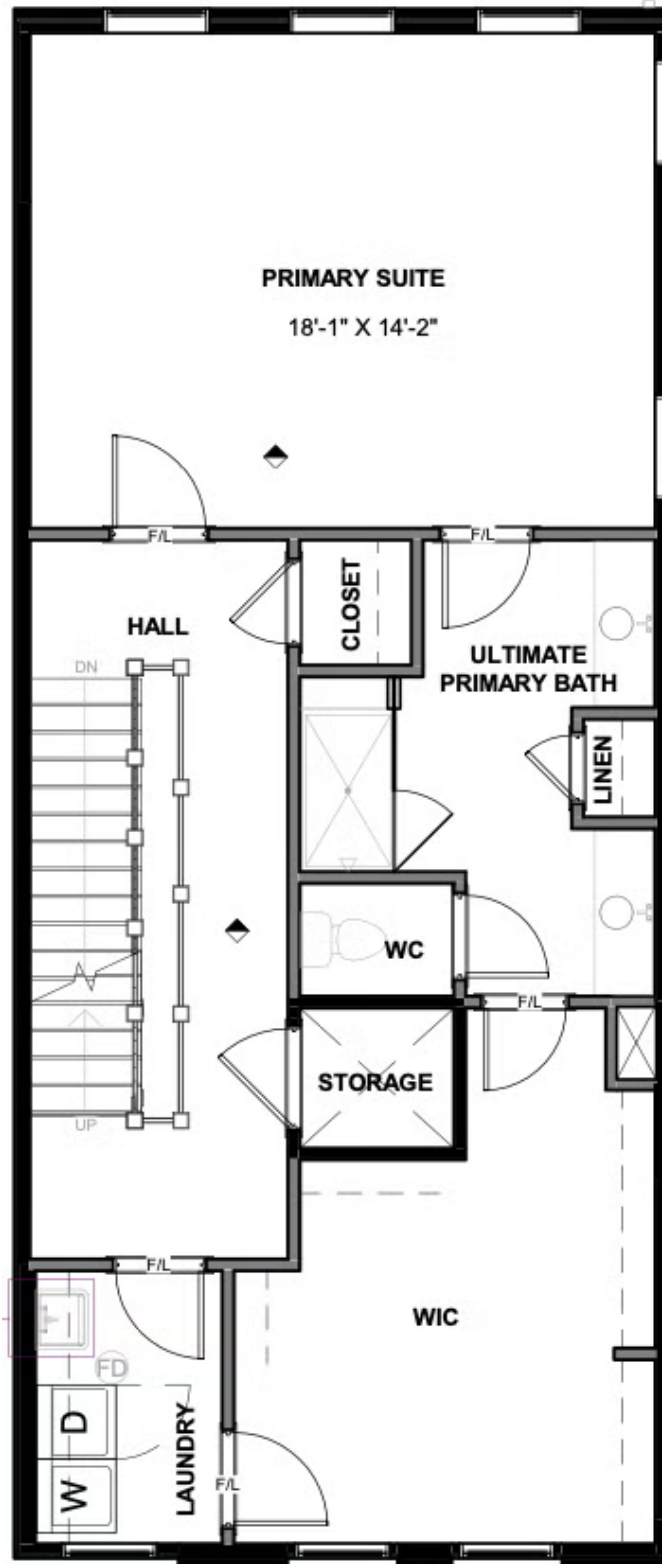 PRIMARY SUITE
18'-1" X 14'-2"
F/L
F/L
HALL
CLOSET
ULTIMATE
PRIMARY BATH
DN
LINEN
WC
F/L
STORAGE
UP
F/L
WIC
FD
D
LAUNDRY
W
F/L